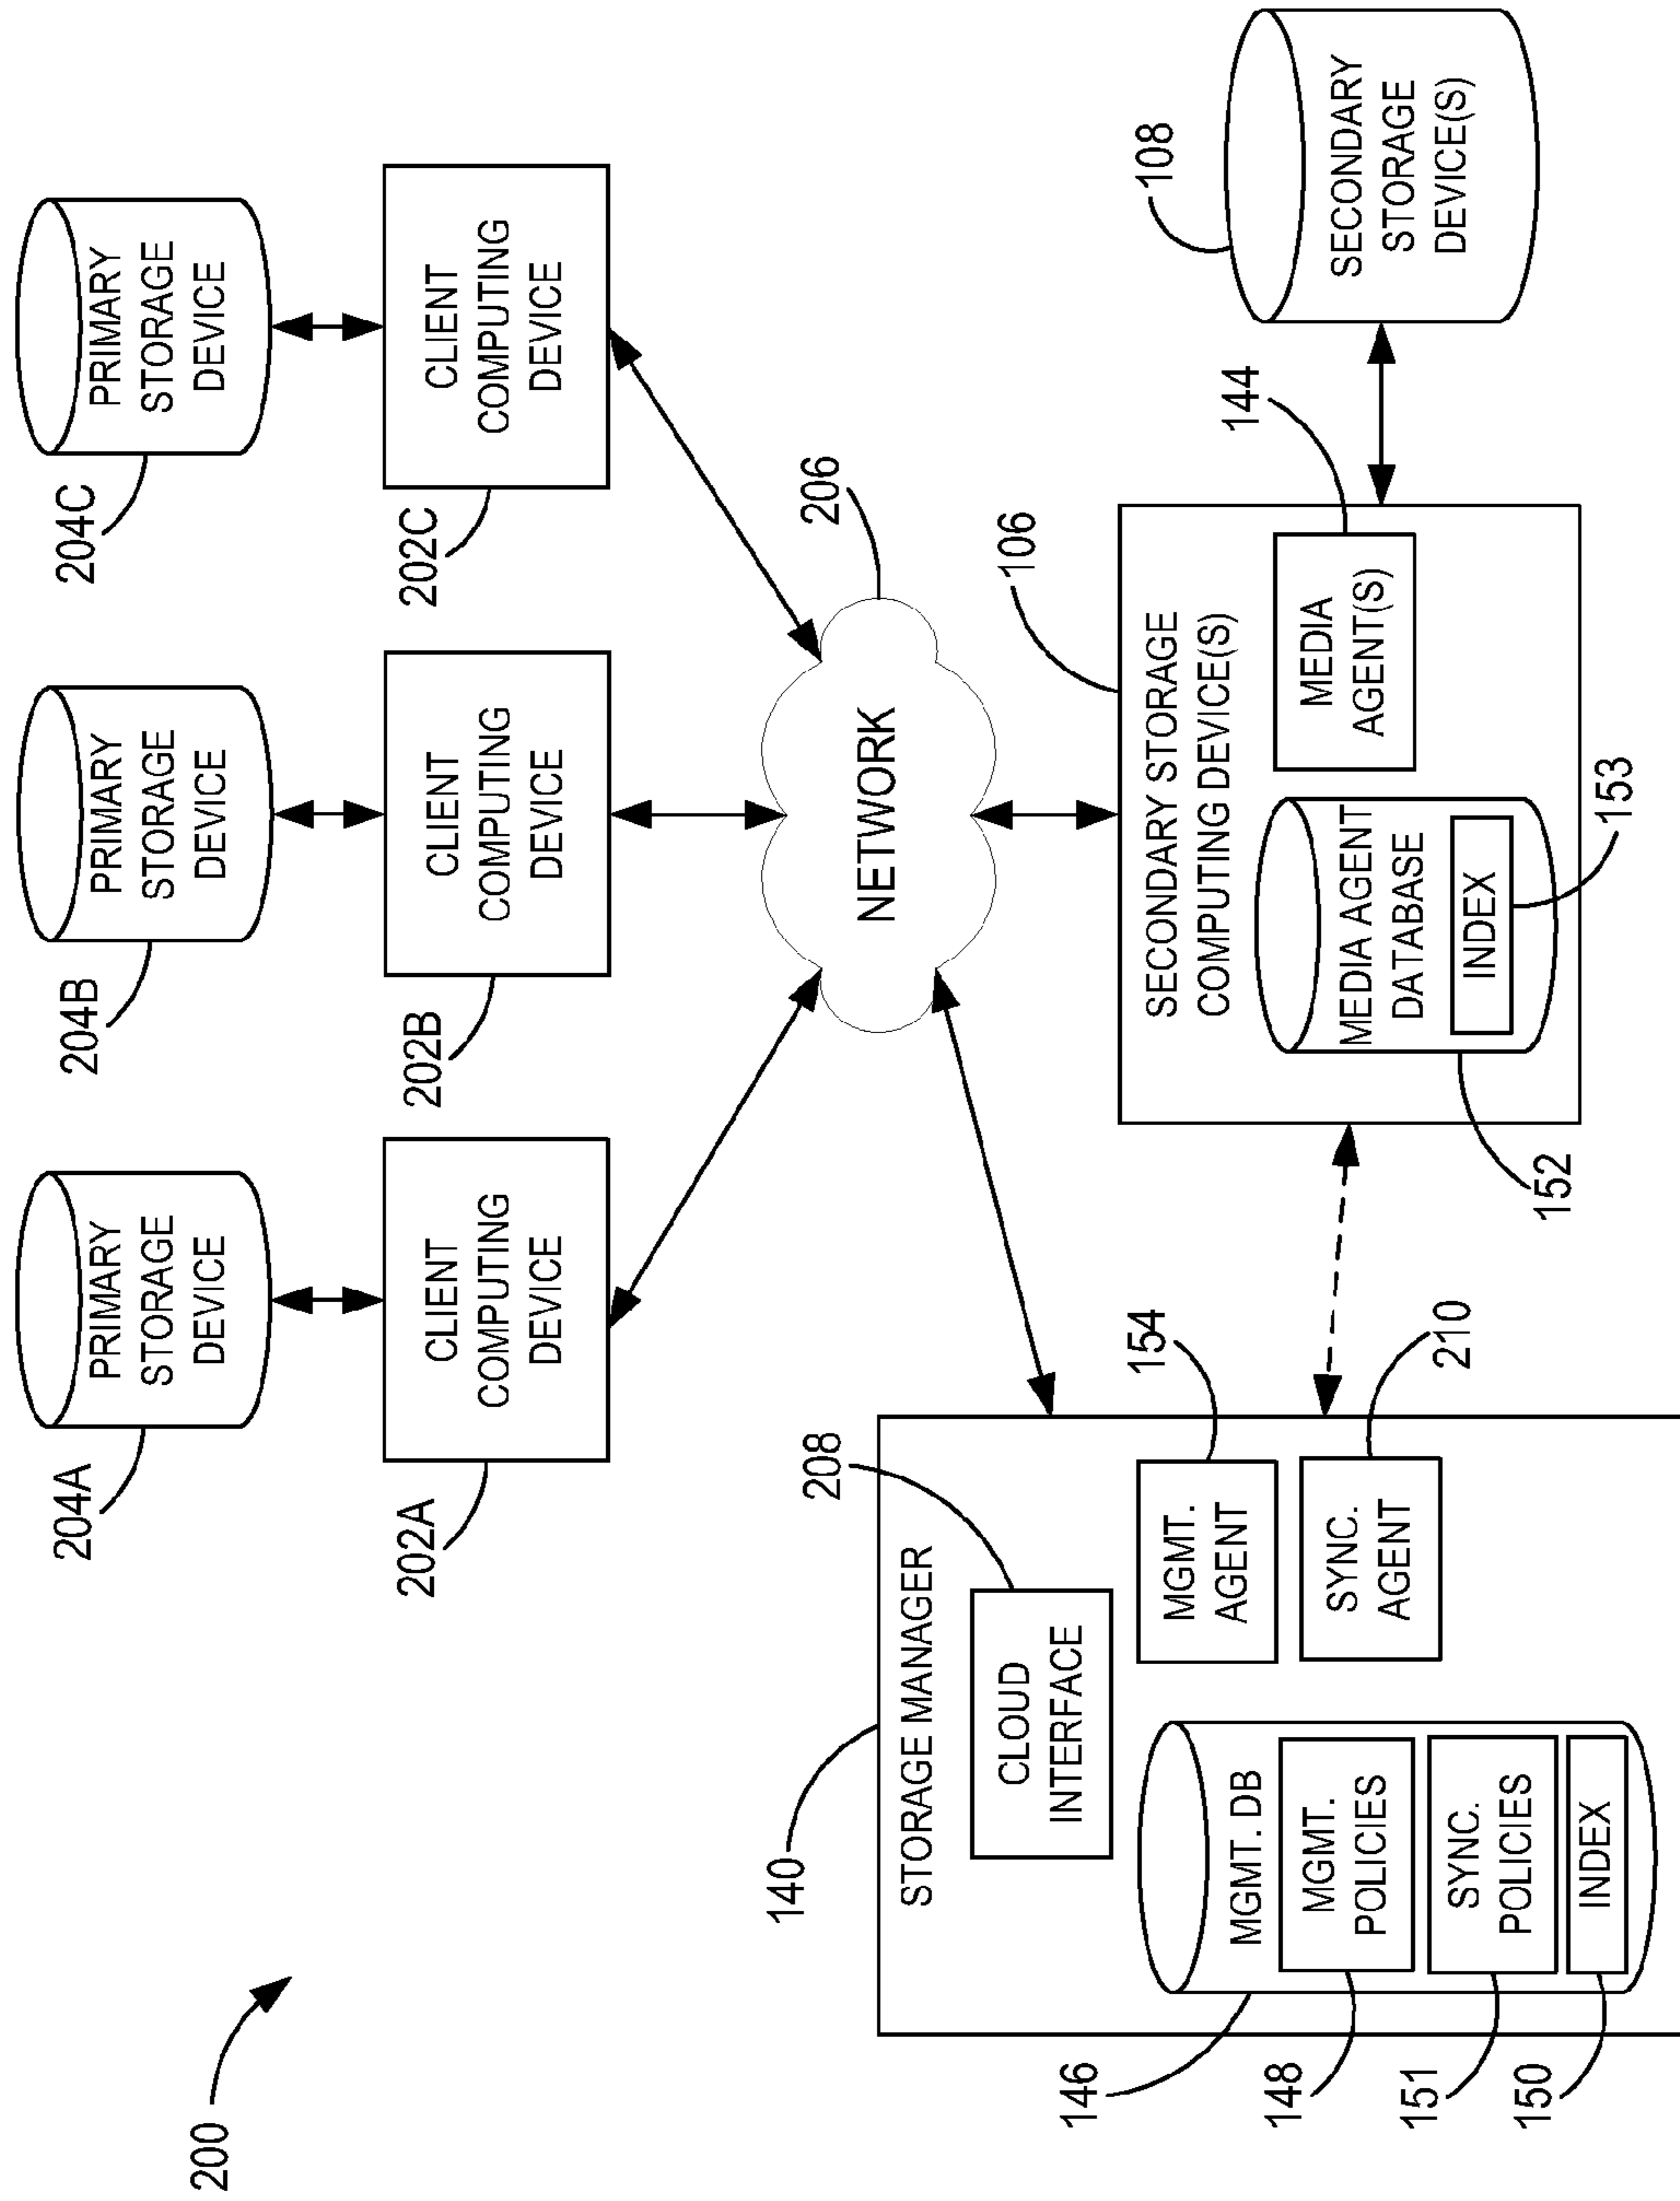 200
204A
PRIMARY
STORAGE
DEVICE
204B
PRIMARY
STORAGE
DEVICE
204C
PRIMARY
STORAGE
DEVICE
202A
CLIENT
COMPUTING
DEVICE
202B
CLIENT
COMPUTING
DEVICE
202C
CLIENT
COMPUTING
DEVICE
206
NETWORK
140
STORAGE MANAGER
208
CLOUD
INTERFACE
154
MGMT.
AGENT
210
SYNC.
AGENT
146
MGMT. DB
148
MGMT.
POLICIES
151
SYNC.
POLICIES
150
INDEX
106
SECONDARY STORAGE
COMPUTING DEVICE(S)
144
MEDIA
AGENT(S)
152
MEDIA AGENT
DATABASE
INDEX
153
108
SECONDARY
STORAGE
DEVICE(S)